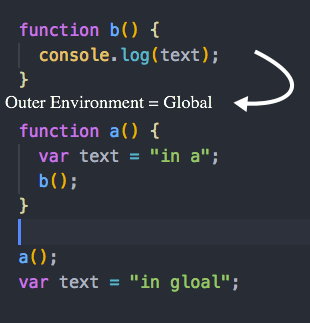 function b() {
  console.log(text);
}
Outer Environment = Global
function a() {
  var text = "in a";
  b();
}
a();
var text = "in gloal";